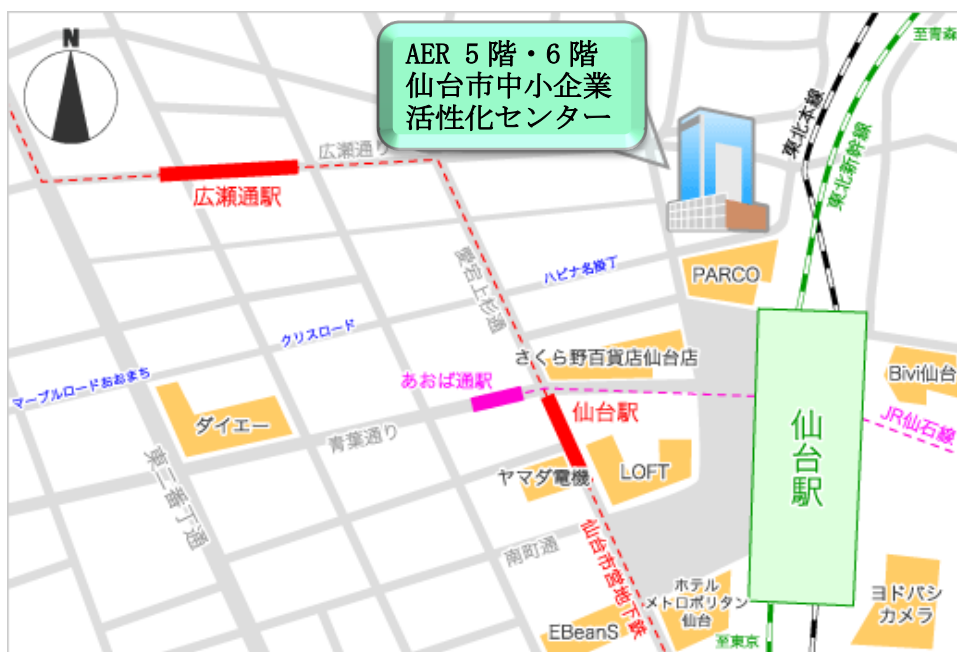 N
AER 5階・6階
仙台市中小企業
活性化センター
至青森
東北本線
東北新幹線
広瀬通り
広瀬通駅
愛宕上杉通
ハピナ名掛丁
PARCO
クリスロード
さくら野百貨店仙台店
マーブルロードおおまち
あおば通駅
Bivi仙台
仙台駅
仙台駅
JR仙石線
ダイエー
青葉通り
東二番丁通
ヤマダ電機
LOFT
南町通
仙台市営地下鉄
ホテル
メトロポリタン
仙台
ヨドバシ
カメラ
EBeanS
至東京